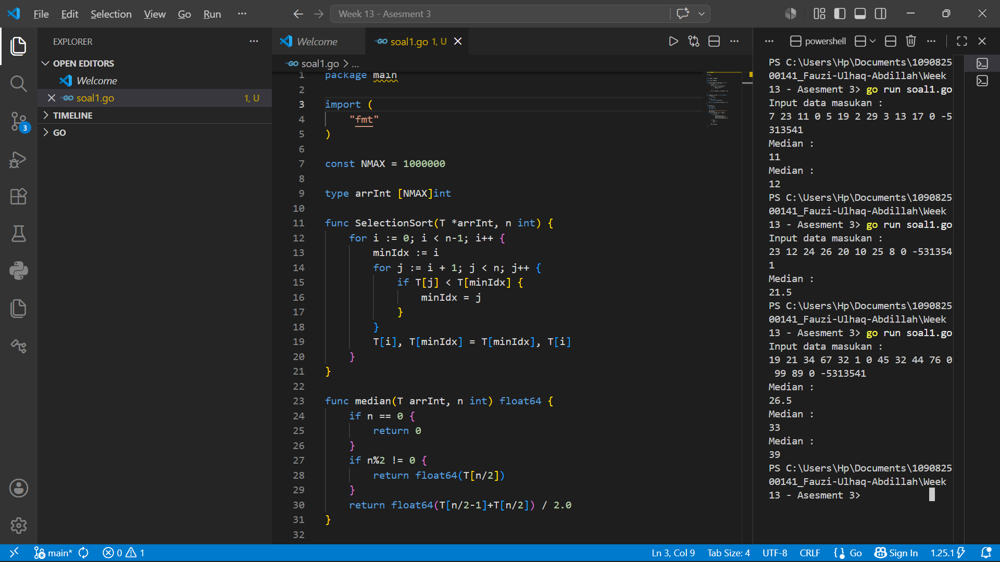 File Edit Selection View Go Run ···
Week 13 - Asesment 3
EXPLORER
OPEN EDITORS
Welcome
soal1.go 1, U
TIMELINE
GO
3
Welcome
soal1.go 1, U
soal1.go > ...
1 package main
2
3 import (
4 "fmt"
5 )
6
7 const NMAX = 1000000
8
9 type arrInt [NMAX]int
10
11 func SelectionSort(T *arrInt, n int) {
12 for i := 0; i < n-1; i++ {
13 minIdx := i
14 for j := i + 1; j < n; j++ {
15 if T[j] < T[minIdx] {
16 minIdx = j
17 }
18 }
19 T[i], T[minIdx] = T[minIdx], T[i]
20 }
21 }
22
23 func median(T arrInt, n int) float64 {
24 if n == 0 {
25 return 0
26 }
27 if n%2 != 0 {
28 return float64(T[n/2])
29 }
30 return float64(T[n/2-1]+T[n/2]) / 2.0
31 }
32
powershell
PS C:\Users\Hp\Documents\1090825
00141_Fauzi-Ulhaq-Abdillah\Week
13 - Asesment 3> go run soal1.go
Input data masukan :
7 23 11 0 5 19 2 29 3 13 17 0 -5
313541
Median :
11
Median :
12
PS C:\Users\Hp\Documents\1090825
00141_Fauzi-Ulhaq-Abdillah\Week
13 - Asesment 3> go run soal1.go
Input data masukan :
23 12 24 26 20 10 25 8 0 -531354
1
Median :
21.5
PS C:\Users\Hp\Documents\1090825
00141_Fauzi-Ulhaq-Abdillah\Week
13 - Asesment 3> go run soal1.go
Input data masukan :
19 21 34 67 32 1 0 45 32 44 76 0
99 89 0 -5313541
Median :
26.5
Median :
33
Median :
39
PS C:\Users\Hp\Documents\1090825
00141_Fauzi-Ulhaq-Abdillah\Week
13 - Asesment 3>
main* 0 1
Ln 3, Col 9 Tab Size: 4 UTF-8 CRLF { } Go Sign In 1.25.1